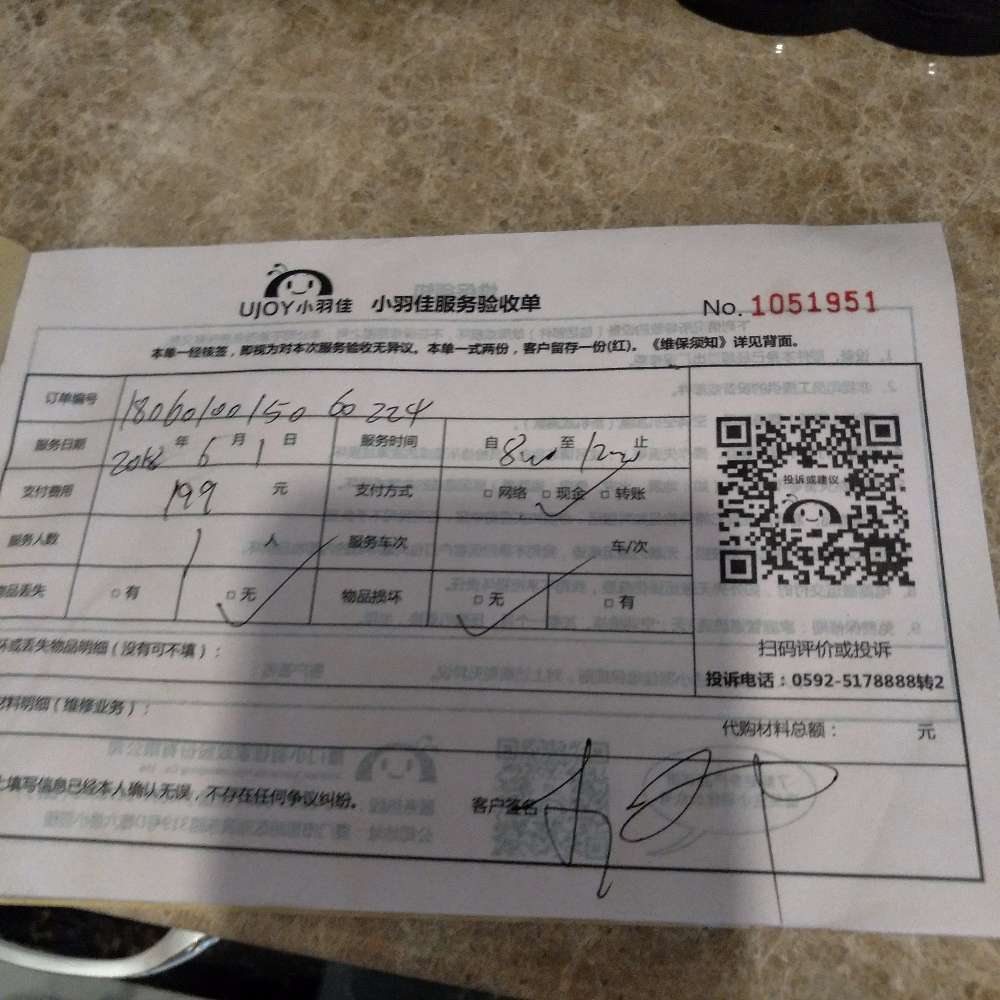 UJOY小羽佳 小羽佳服务验收单 No. 1051951
本单一经核签，即视为对本次服务验收无异议。本单一式两份，客户留存一份(红)。《维保须知》详见背面。
订单编号 18060100150 60224
服务日期 2018 年 6 月 1 日 服务时间 自 8:00 至 12:00 止
支付费用 199 元 支付方式 □ 网络 □ 现金 □ 转账
服务人数 1 人 服务车次 车/次
物品丢失 □ 有 □ 无 物品损坏 □ 无 □ 有
投诉或建议
扫码评价或投诉
投诉电话：0592-5178888转2
坏或丢失物品明细（没有可不填）：
材料明细（维修业务）：
代购材料总额： 元
上填写信息已经本人确认无误，不存在任何争议纠纷。 客户签名